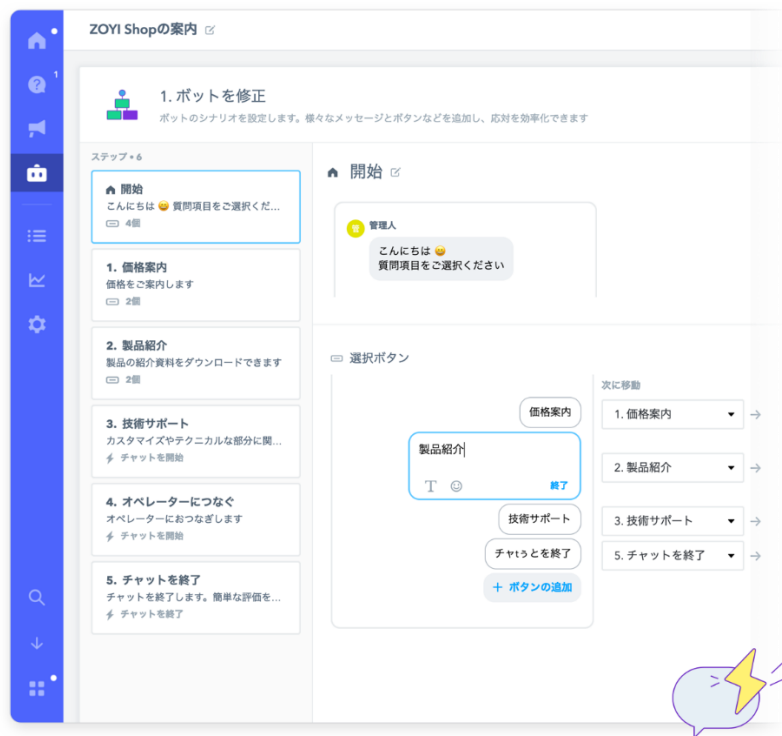 ZOYI Shopの案内
1
1. ボットを修正
ボットのシナリオを設定します。様々なメッセージとボタンなどを追加し、応対を効率化できます
ステップ • 6
開始
こんにちは 😀 質問項目をご選択くだ...
4個
1. 価格案内
価格をご案内します
2個
2. 製品紹介
製品の紹介資料をダウンロードできます
2個
3. 技術サポート
カスタマイズやテクニカルな部分に関...
チャットを開始
4. オペレーターにつなぐ
オペレーターにおつなぎします
チャットを開始
5. チャットを終了
チャットを終了します。簡単な評価を...
チャットを終了
開始
管
管理人
こんにちは 😀
質問項目をご選択ください
選択ボタン
次に移動
価格案内
1. 価格案内
製品紹介
T
終了
2. 製品紹介
技術サポート
3. 技術サポート
チャtぅとを終了
5. チャットを終了
+ ボタンの追加